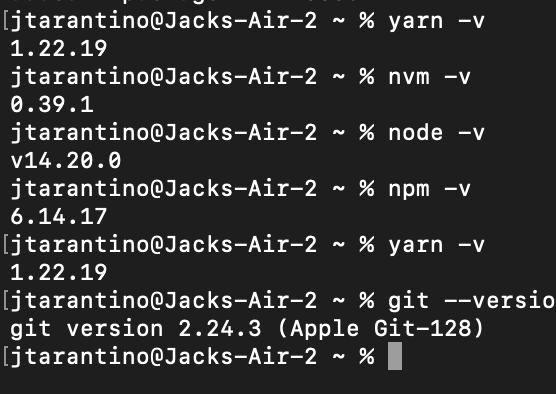 [jtarantino@Jacks-Air-2 ~ % yarn -v
1.22.19
jtarantino@Jacks-Air-2 ~ % nvm -v
0.39.1
jtarantino@Jacks-Air-2 ~ % node -v
v14.20.0
jtarantino@Jacks-Air-2 ~ % npm -v
6.14.17
[jtarantino@Jacks-Air-2 ~ % yarn -v
1.22.19
[jtarantino@Jacks-Air-2 ~ % git --versio
git version 2.24.3 (Apple Git-128)
jtarantino@Jacks-Air-2 ~ %